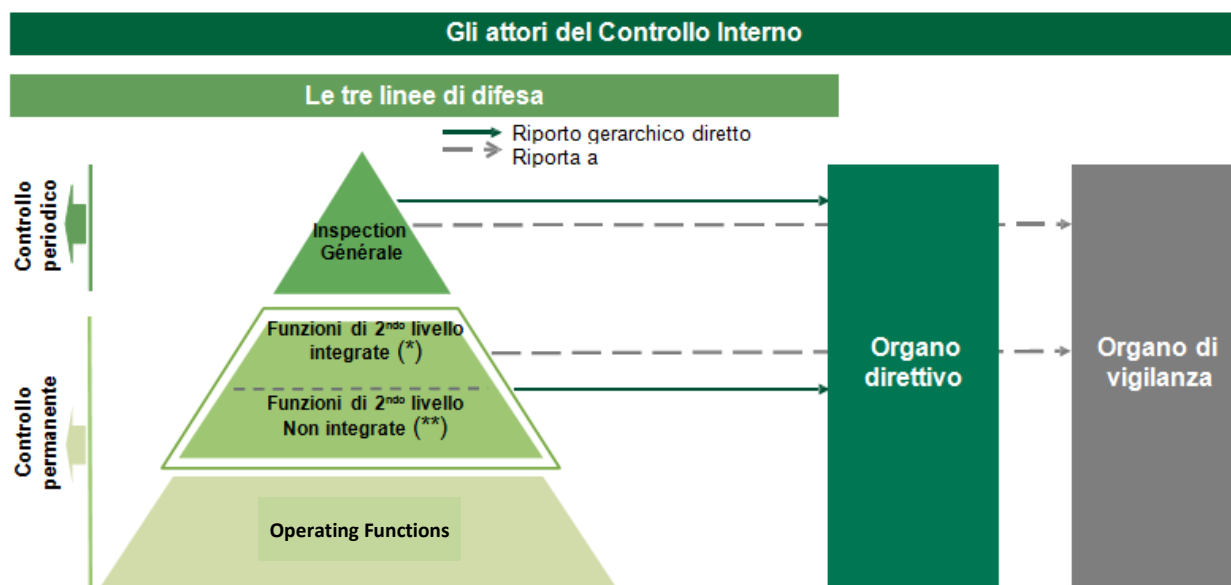 Gli attori del Controllo Interno
Le tre linee di difesa
Riporto gerarchico diretto
Riporta a
Controllo
periodico
Inspection
Générale
Funzioni di 2ndo livello
integrate (*)
Funzioni di 2ndo livello
Non integrate (**)
Controllo
permanente
Operating Functions
Organo
direttivo
Organo di
vigilanza